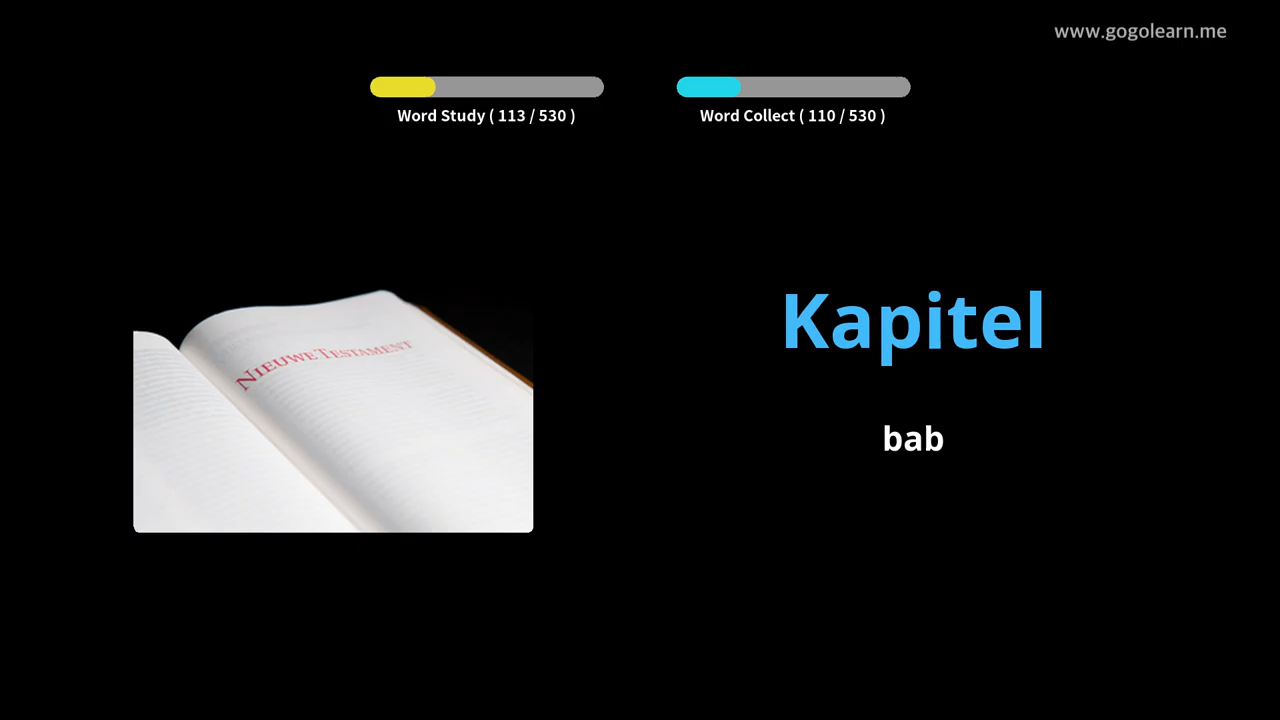 www.gogolearn.me
Word Study ( 113 / 530 )
Word Collect ( 110 / 530 )
NIEUWE TESTAMENT
Kapitel
bab